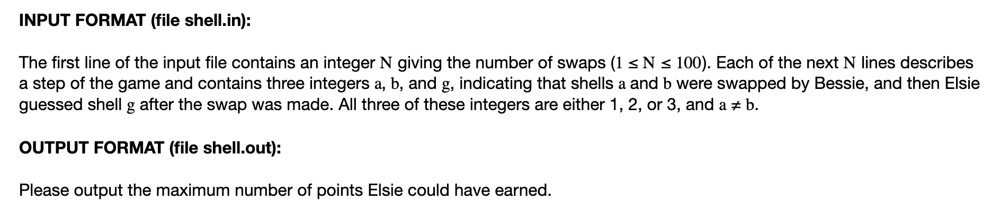 INPUT FORMAT (file shell.in):
The first line of the input file contains an integer N giving the number of swaps (1 ≤ N ≤ 100). Each of the next N lines describes
a step of the game and contains three integers a, b, and g, indicating that shells a and b were swapped by Bessie, and then Elsie
guessed shell g after the swap was made. All three of these integers are either 1, 2, or 3, and a ≠ b.
OUTPUT FORMAT (file shell.out):
Please output the maximum number of points Elsie could have earned.